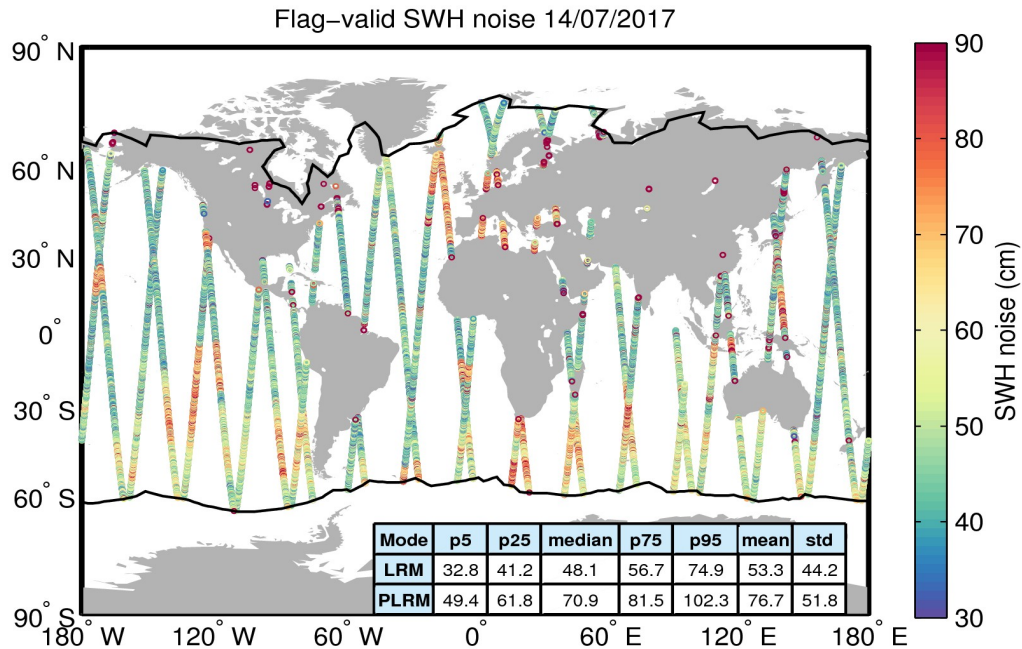 Flag−valid SWH noise 14/07/2017
90° N
60° N
30° N
0°
30° S
60° S
90° S
180° W
120° W
60° W
0°
60° E
120° E
180° E
90
80
70
60
50
40
30
SWH noise (cm)
Mode p5 p25 median p75 p95 mean std
LRM 32.8 41.2 48.1 56.7 74.9 53.3 44.2
PLRM 49.4 61.8 70.9 81.5 102.3 76.7 51.8